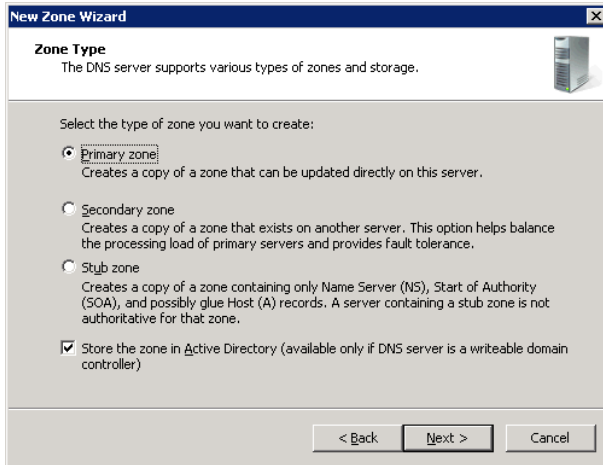 New Zone Wizard
Zone Type
The DNS server supports various types of zones and storage.
Select the type of zone you want to create:
Primary zone
Creates a copy of a zone that can be updated directly on this server.
Secondary zone
Creates a copy of a zone that exists on another server. This option helps balance
the processing load of primary servers and provides fault tolerance.
Stub zone
Creates a copy of a zone containing only Name Server (NS), Start of Authority
(SOA), and possibly glue Host (A) records. A server containing a stub zone is not
authoritative for that zone.
Store the zone in Active Directory (available only if DNS server is a writeable domain
controller)
< Back Next > Cancel